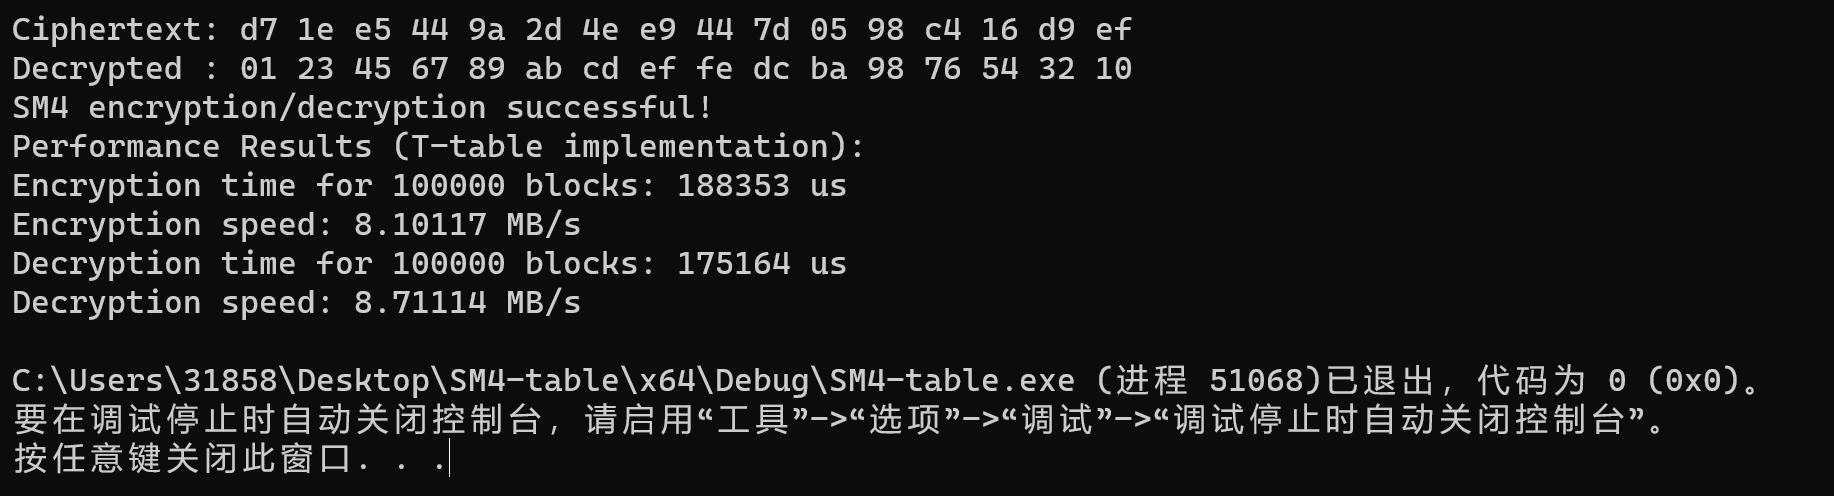 Ciphertext: d7 1e e5 44 9a 2d 4e e9 44 7d 05 98 c4 16 d9 ef
Decrypted : 01 23 45 67 89 ab cd ef fe dc ba 98 76 54 32 10
SM4 encryption/decryption successful!
Performance Results (T-table implementation):
Encryption time for 100000 blocks: 188353 us
Encryption speed: 8.10117 MB/s
Decryption time for 100000 blocks: 175164 us
Decryption speed: 8.71114 MB/s
C:\Users\31858\Desktop\SM4-table\x64\Debug\SM4-table.exe (进程 51068)已退出，代码为 0 (0x0)。
要在调试停止时自动关闭控制台，请启用“工具”->“选项”->“调试”->“调试停止时自动关闭控制台”。
按任意键关闭此窗口. . .